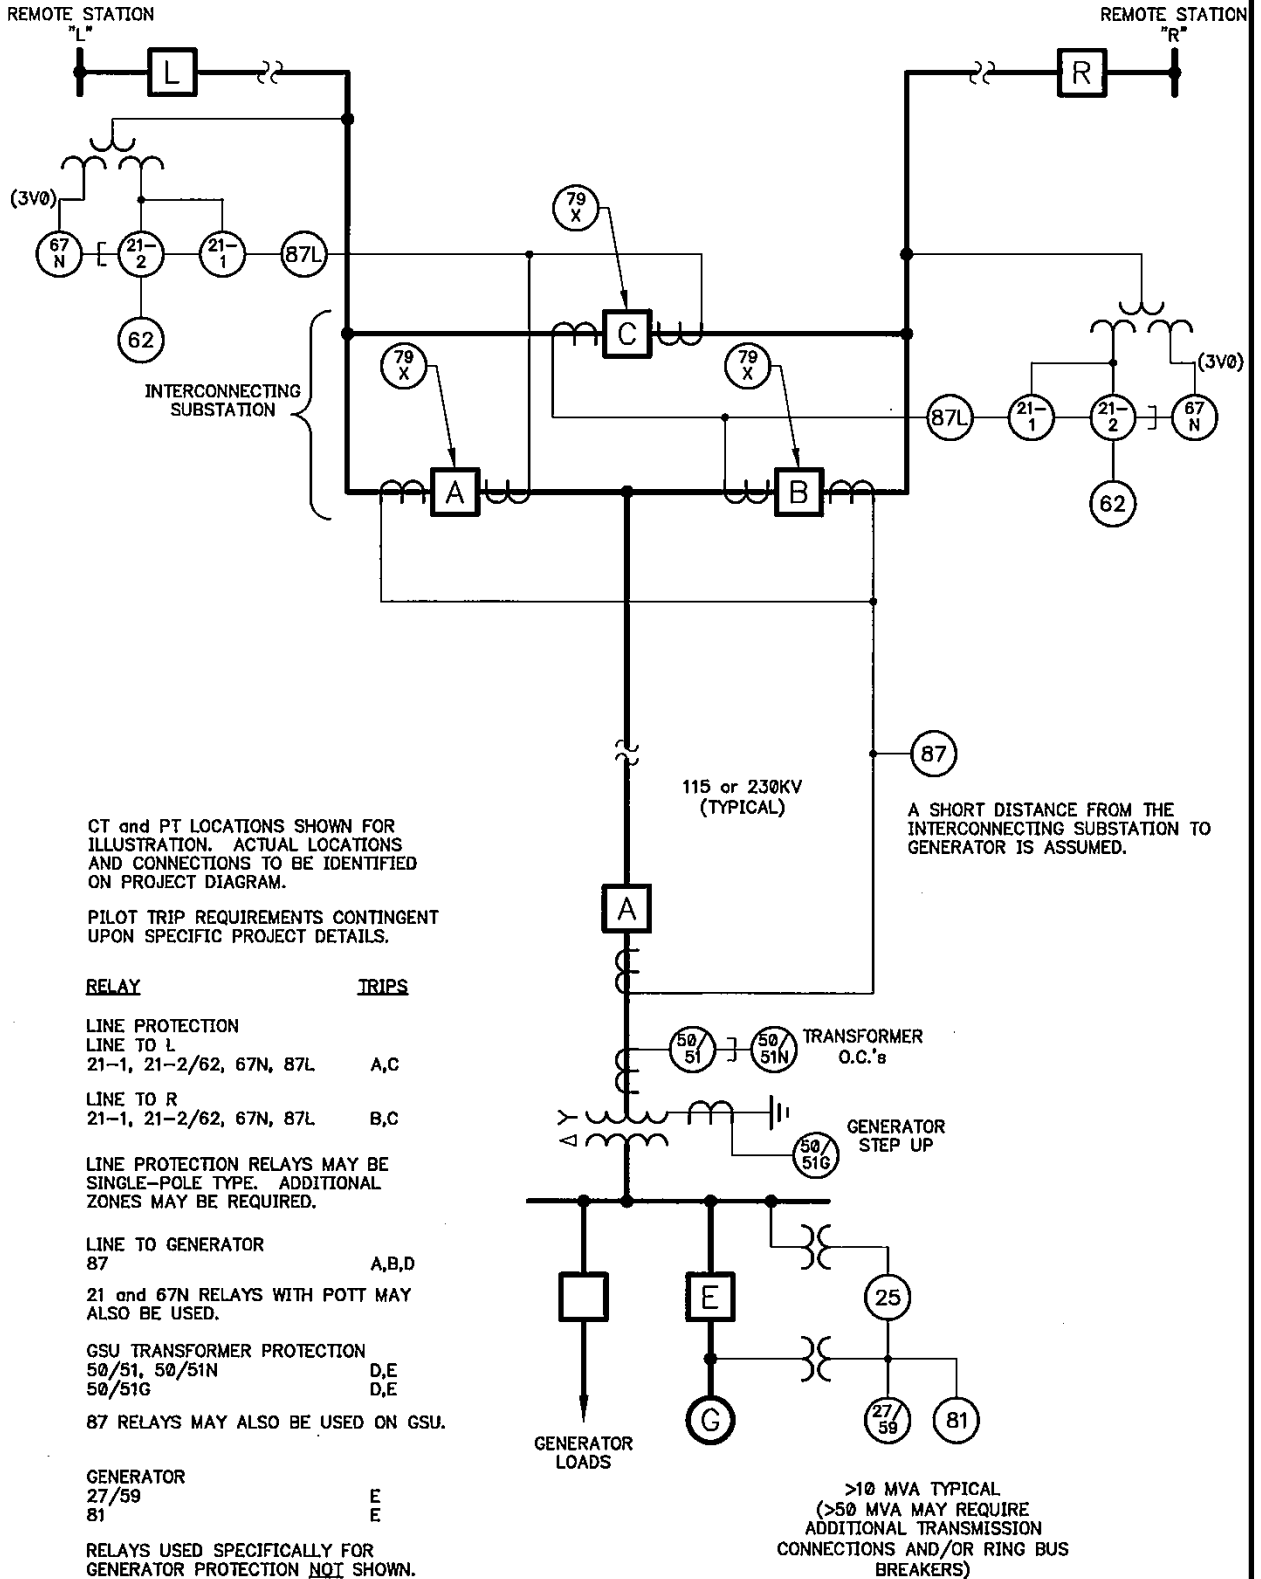 REMOTE STATION
"L"
REMOTE STATION
"R"
L
R
(3V0)
67
N
21-
2
21-
1
87L
62
79
X
C
INTERCONNECTING
SUBSTATION
79
X
79
X
(3V0)
87L
21-
1
21-
2
67
N
62
A
B
87
115 or 230KV
(TYPICAL)
A SHORT DISTANCE FROM THE
INTERCONNECTING SUBSTATION TO
GENERATOR IS ASSUMED.
CT and PT LOCATIONS SHOWN FOR
ILLUSTRATION. ACTUAL LOCATIONS
AND CONNECTIONS TO BE IDENTIFIED
ON PROJECT DIAGRAM.
PILOT TRIP REQUIREMENTS CONTINGENT
UPON SPECIFIC PROJECT DETAILS.
A
RELAY TRIPS
LINE PROTECTION
LINE TO L
21-1, 21-2/62, 67N, 87L A,C
LINE TO R
21-1, 21-2/62, 67N, 87L B,C
LINE PROTECTION RELAYS MAY BE
SINGLE-POLE TYPE. ADDITIONAL
ZONES MAY BE REQUIRED.
LINE TO GENERATOR
87 A,B,D
21 and 67N RELAYS WITH POTT MAY
ALSO BE USED.
GSU TRANSFORMER PROTECTION
50/51, 50/51N D,E
50/51G D,E
87 RELAYS MAY ALSO BE USED ON GSU.
GENERATOR
27/59 E
81 E
RELAYS USED SPECIFICALLY FOR
GENERATOR PROTECTION NOT SHOWN.
50/
51
50/
51N
TRANSFORMER
O.C.'s
Y
Δ
50/
51G
GENERATOR
STEP UP
E
25
G
27/
59
81
GENERATOR
LOADS
>10 MVA TYPICAL
(>50 MVA MAY REQUIRE
ADDITIONAL TRANSMISSION
CONNECTIONS AND/OR RING BUS
BREAKERS)